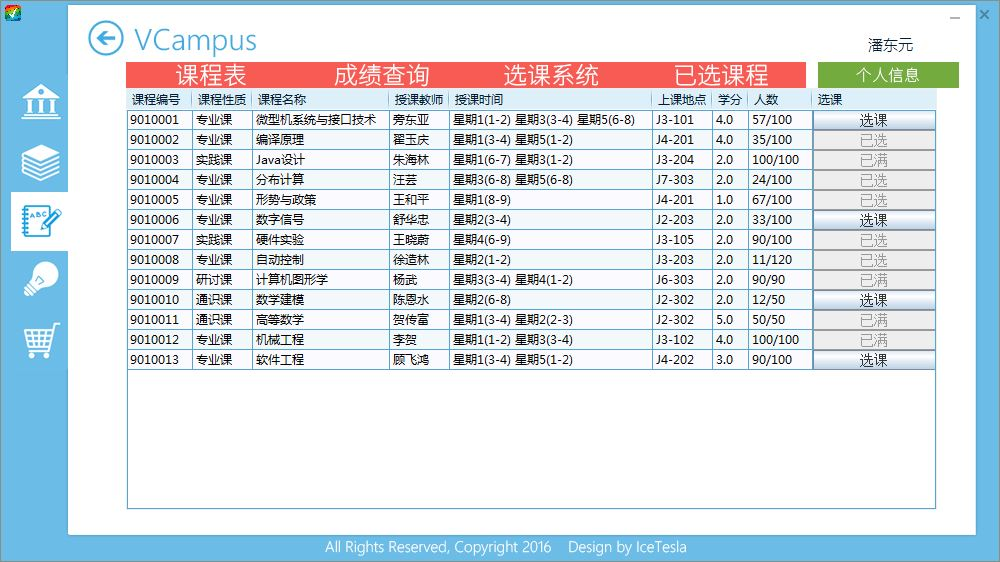 VCampus
潘东元
课程表 成绩查询 选课系统 已选课程 个人信息
课程编号 课程性质 课程名称 授课教师 授课时间 上课地点 学分 人数 选课
9010001 专业课 微型机系统与接口技术 旁东亚 星期1(1-2) 星期3(3-4) 星期5(6-8) J3-101 4.0 57/100 选课
9010002 专业课 编译原理 翟玉庆 星期1(3-4) 星期5(1-2) J4-201 4.0 35/100 已选
9010003 实践课 Java设计 朱海林 星期1(6-7) 星期3(1-2) J3-204 2.0 100/100 已满
9010004 专业课 分布计算 汪芸 星期3(6-8) 星期5(6-8) J7-303 2.0 24/100 已选
9010005 专业课 形势与政策 王和平 星期1(8-9) J4-201 1.0 67/100 已选
9010006 专业课 数字信号 舒华忠 星期2(3-4) J2-203 2.0 33/100 选课
9010007 实践课 硬件实验 王晓蔚 星期4(6-9) J3-105 2.0 90/100 已选
9010008 专业课 自动控制 徐造林 星期2(1-2) J3-203 2.0 11/120 已选
9010009 研讨课 计算机图形学 杨武 星期3(3-4) 星期4(1-2) J6-303 2.0 90/90 已满
9010010 通识课 数学建模 陈恩水 星期2(6-8) J2-302 2.0 12/50 选课
9010011 通识课 高等数学 贺传富 星期1(3-4) 星期2(2-3) J2-302 5.0 50/50 已满
9010012 专业课 机械工程 李贺 星期1(1-2) 星期3(3-4) J3-102 4.0 100/100 已满
9010013 专业课 软件工程 顾飞鸿 星期1(3-4) 星期5(1-2) J4-202 3.0 90/100 选课
ABC
All Rights Reserved, Copyright 2016 Design by IceTesla